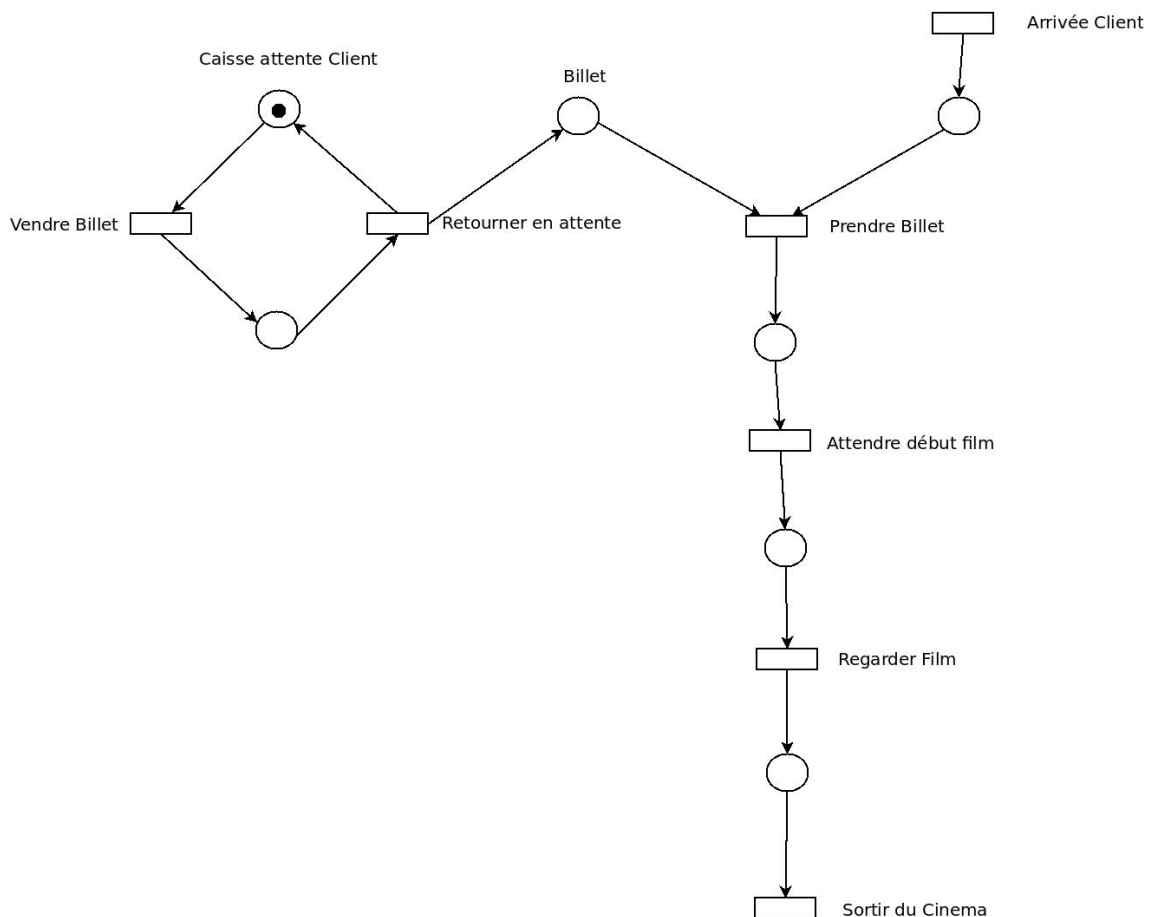 Arrivée Client
Caisse attente Client
Billet
Vendre Billet
Retourner en attente
Prendre Billet
Attendre début film
Regarder Film
Sortir du Cinema